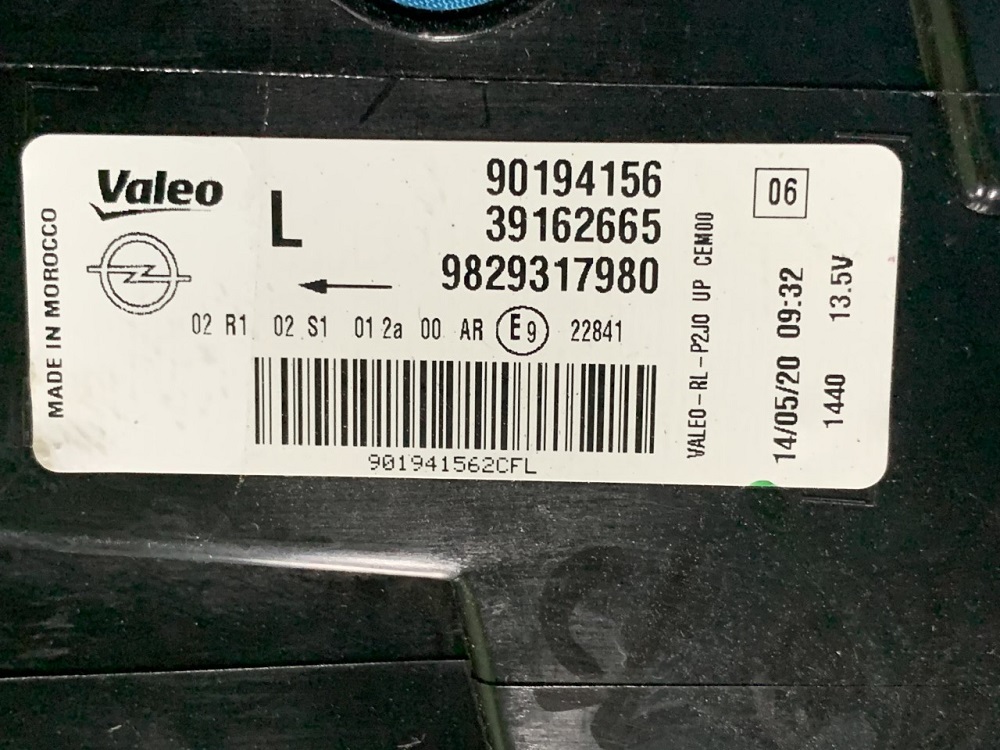 MADE IN MOROCCO
Valeo
L
90194156
39162665
9829317980
02 R1 02 S1 01 2a 00 AR E9 22841
901941562CFL
VALEO-RL-P2JO UP CEM00
06
14/05/20 09:32
1440 13.5V